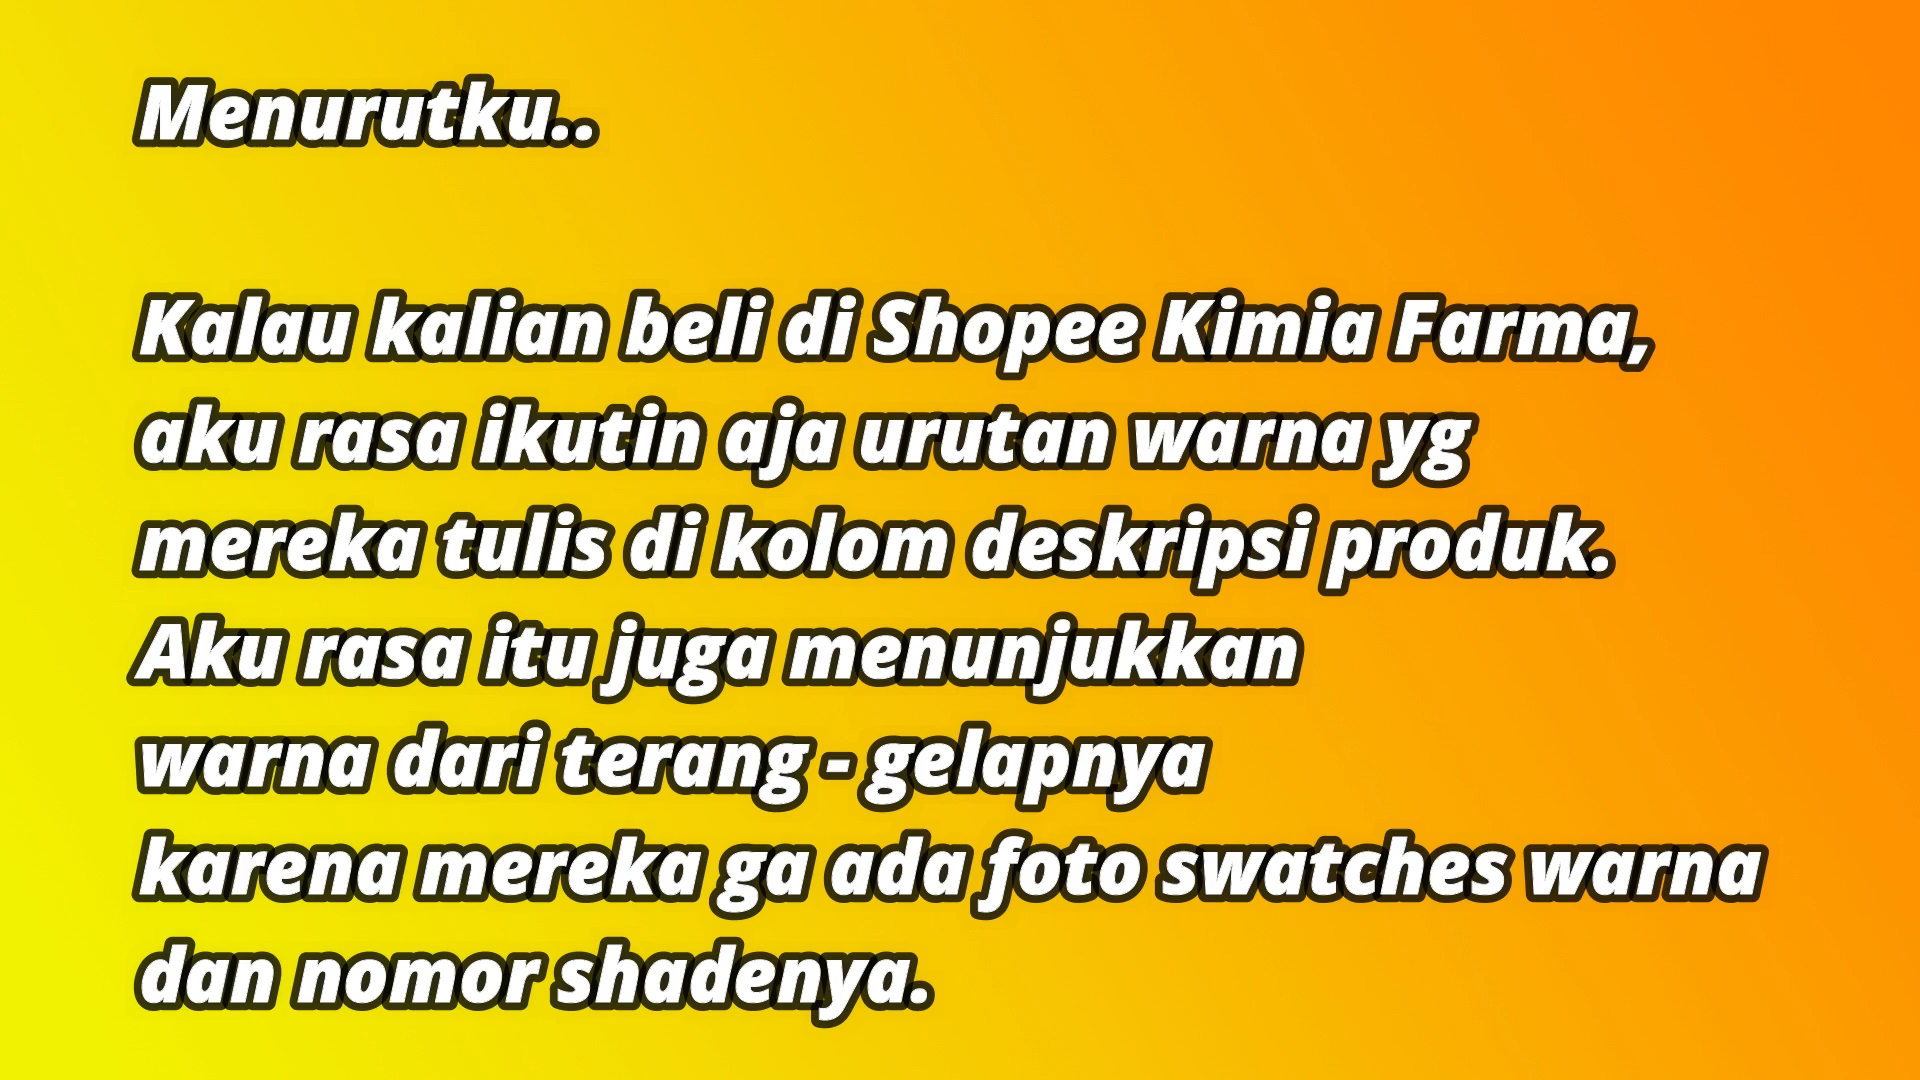 Menurutku..
Kalau kalian beli di Shopee Kimia Farma,
aku rasa ikutin aja urutan warna yg
mereka tulis di kolom deskripsi produk.
Aku rasa itu juga menunjukkan
warna dari terang - gelapnya
karena mereka ga ada foto swatches warna
dan nomor shadenya.